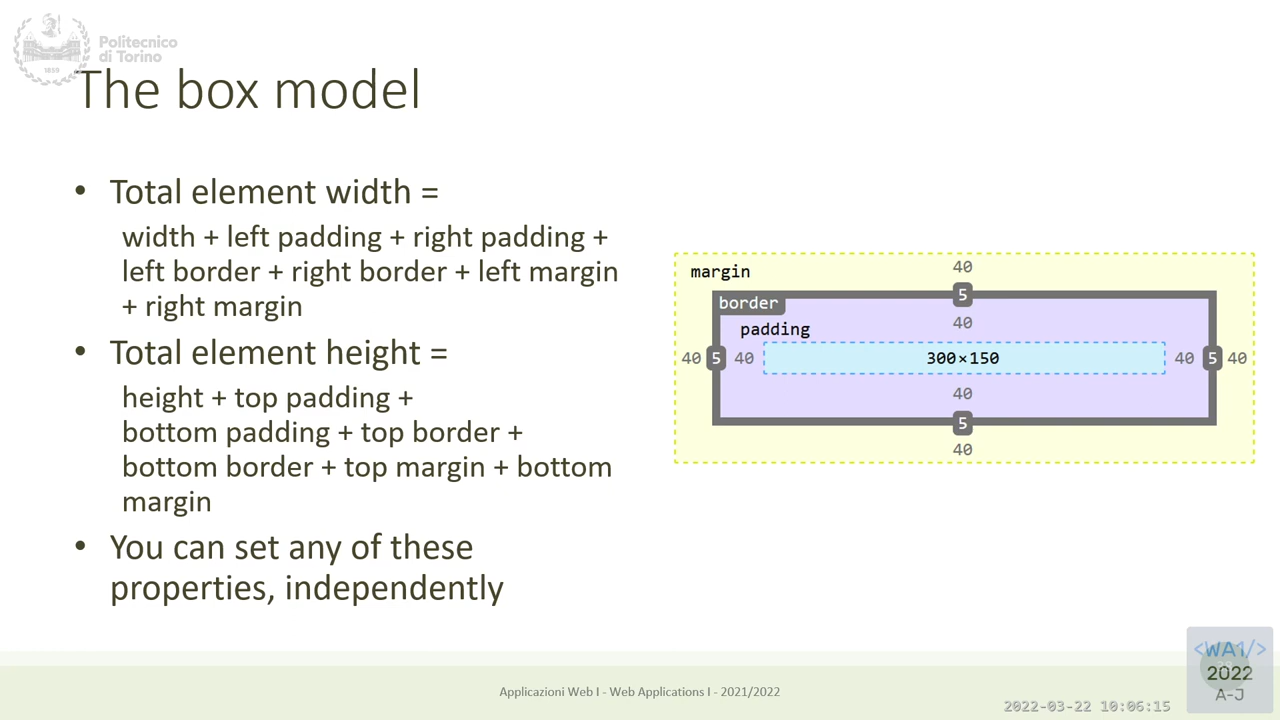 Politecnico
di Torino
1859
The box model
• Total element width =
width + left padding + right padding +
left border + right border + left margin
+ right margin
• Total element height =
height + top padding +
bottom padding + top border +
bottom border + top margin + bottom
margin
• You can set any of these
properties, independently
margin
40
border
5
padding
40
40 5 40 300×150 40 5 40
40
5
40
Applicazioni Web I - Web Applications I - 2021/2022
2022-03-22 10:06:15
<WA1/>
2022
A-J